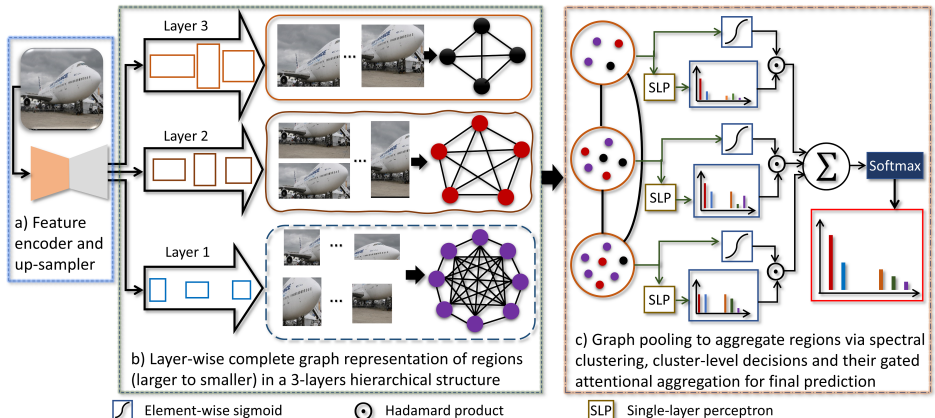 Layer 3
Layer 2
Layer 1
a) Feature
encoder and
up-sampler
b) Layer-wise complete graph representation of regions
(larger to smaller) in a 3-layers hierarchical structure
SLP
SLP
SLP
Σ
Softmax
c) Graph pooling to aggregate regions via spectral
clustering, cluster-level decisions and their gated
attentional aggregation for final prediction
Element-wise sigmoid
Hadamard product
SLP Single-layer perceptron